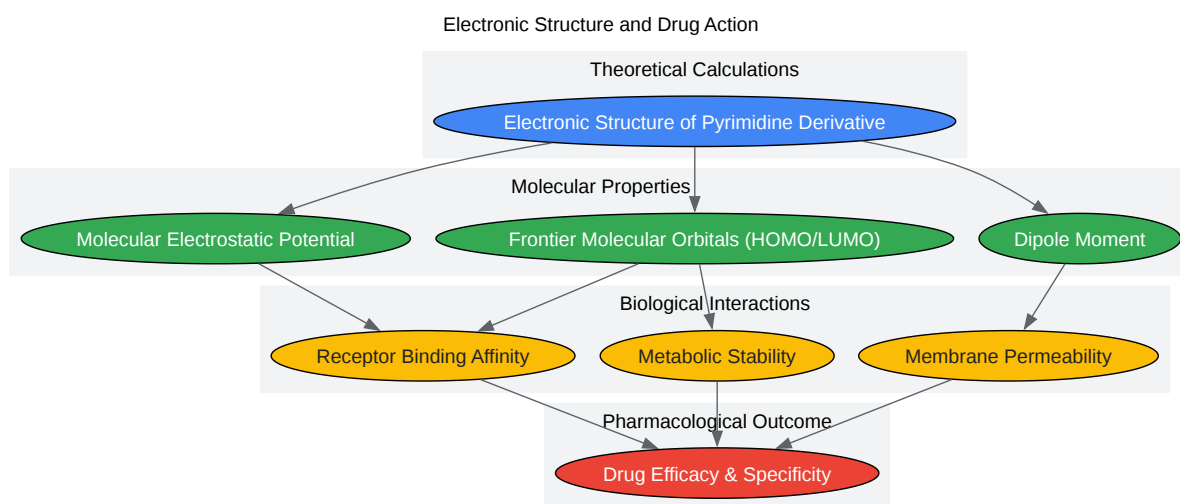 Electronic Structure and Drug Action
Theoretical Calculations
Electronic Structure of Pyrimidine Derivative
Molecular Properties
Molecular Electrostatic Potential
Frontier Molecular Orbitals (HOMO/LUMO)
Dipole Moment
Biological Interactions
Receptor Binding Affinity
Metabolic Stability
Membrane Permeability
Pharmacological Outcome
Drug Efficacy & Specificity